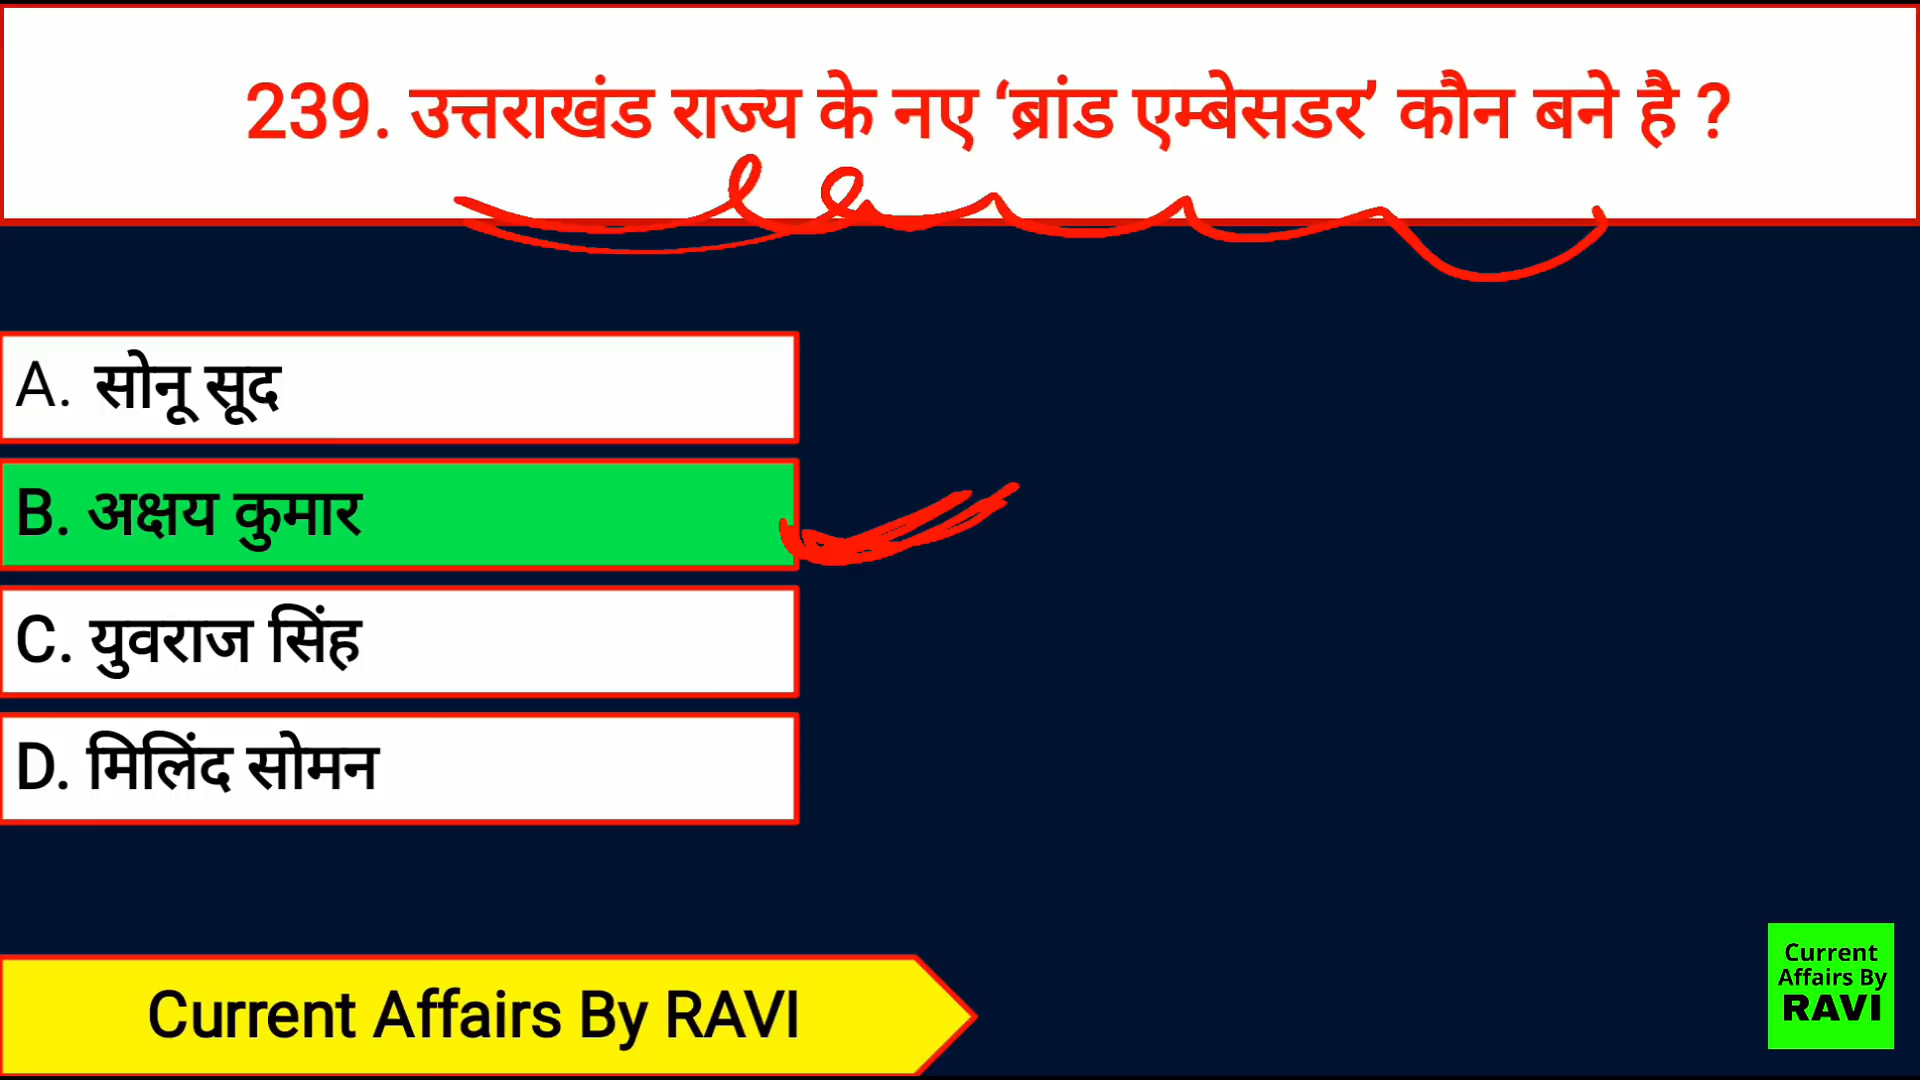 239. उत्तराखंड राज्य के नए ‘ब्रांड एम्बेसडर’ कौन बने है ?
A. सोनू सूद
B. अक्षय कुमार
C. युवराज सिंह
D. मिलिंद सोमन
Current Affairs By RAVI
Current
Affairs By
RAVI